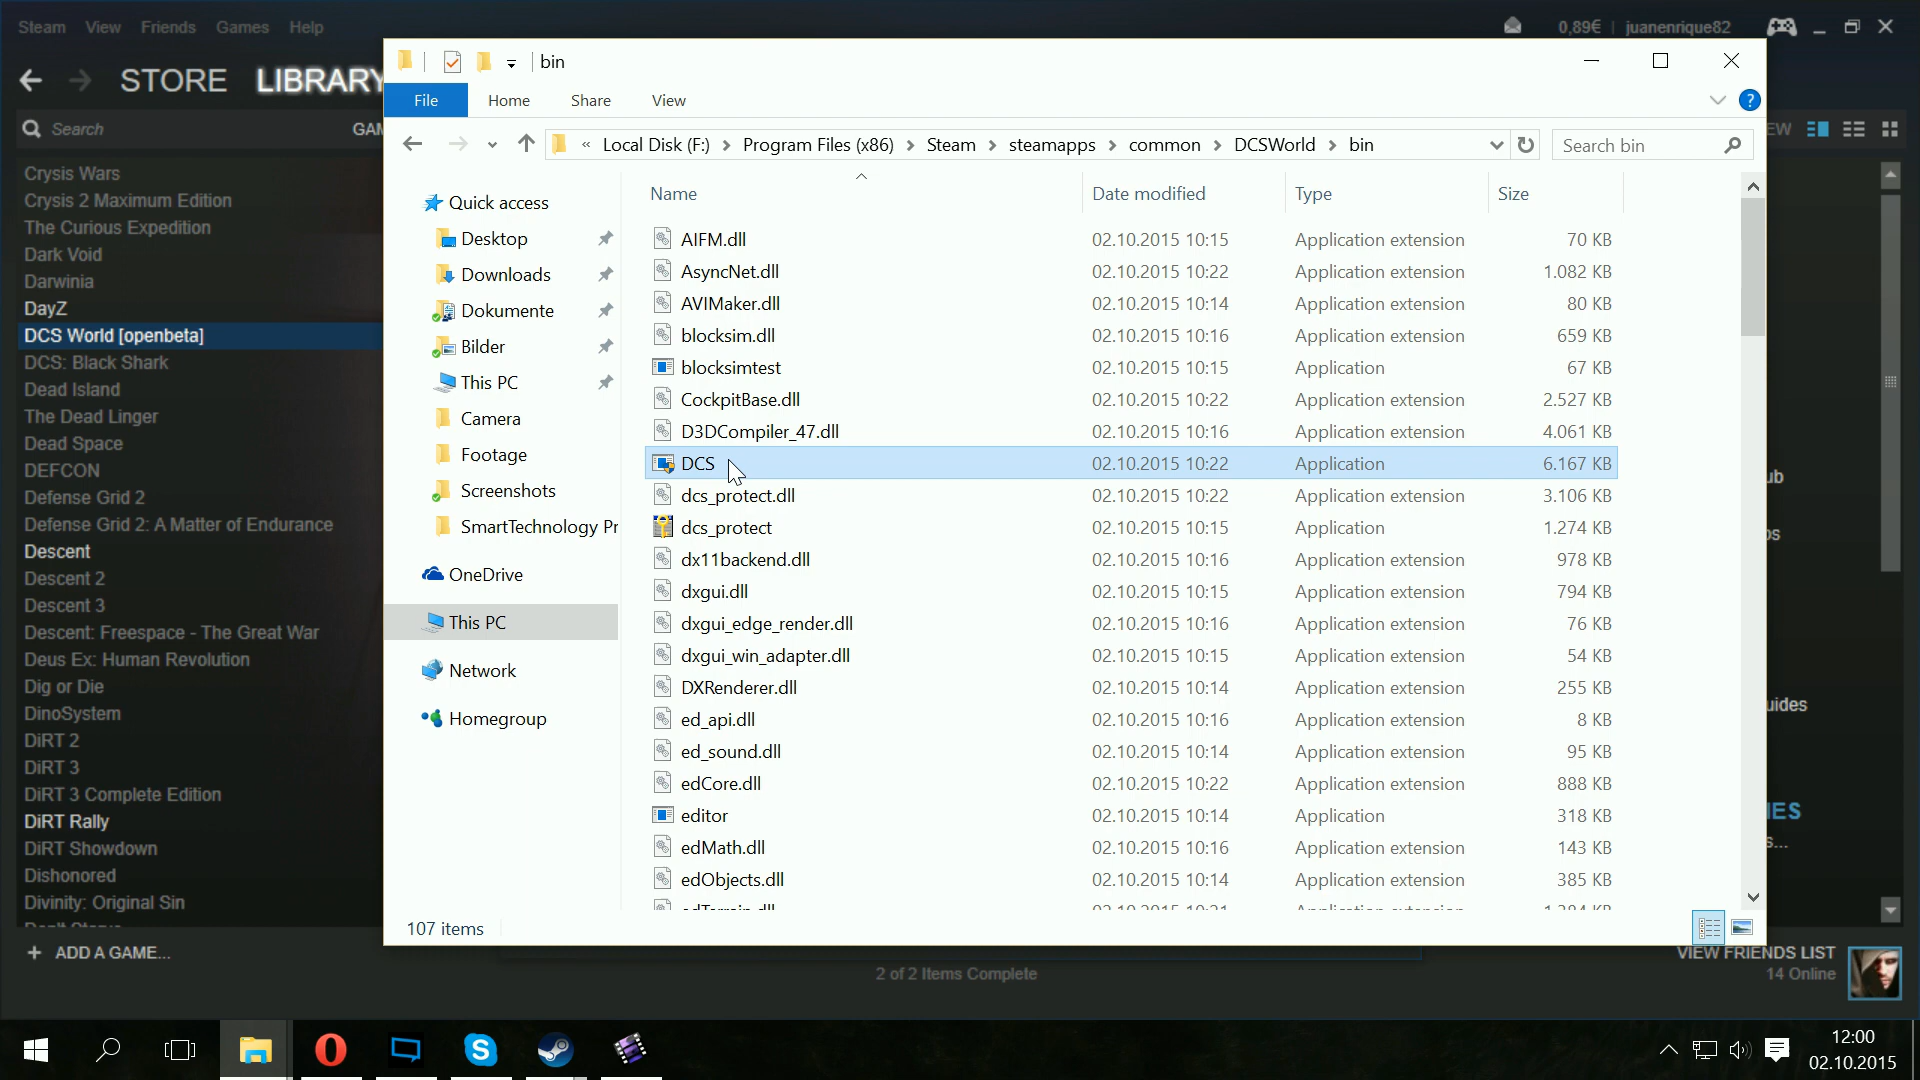 Steam View Friends Games Help
0,89€ | juanenrique82
STORE LIBRARY
Search GAM
EW
Crysis Wars
Crysis 2 Maximum Edition
The Curious Expedition
Dark Void
Darwinia
DayZ
DCS World [openbeta]
DCS: Black Shark
Dead Island
The Dead Linger
Dead Space
DEFCON
Defense Grid 2
Defense Grid 2: A Matter of Endurance
Descent
Descent 2
Descent 3
Descent: Freespace - The Great War
Deus Ex: Human Revolution
Dig or Die
DinoSystem
DiRT 2
DiRT 3
DiRT 3 Complete Edition
DiRT Rally
DiRT Showdown
Dishonored
Divinity: Original Sin
+ ADD A GAME...
bin
File Home Share View
« Local Disk (F:) > Program Files (x86) > Steam > steamapps > common > DCSWorld > bin
Search bin
Quick access
Desktop
Downloads
Dokumente
Bilder
This PC
Camera
Footage
Screenshots
SmartTechnology Pr
OneDrive
This PC
Network
Homegroup
Name Date modified Type Size
AIFM.dll 02.10.2015 10:15 Application extension 70 KB
AsyncNet.dll 02.10.2015 10:22 Application extension 1.082 KB
AVIMaker.dll 02.10.2015 10:14 Application extension 80 KB
blocksim.dll 02.10.2015 10:16 Application extension 659 KB
blocksimtest 02.10.2015 10:15 Application 67 KB
CockpitBase.dll 02.10.2015 10:22 Application extension 2.527 KB
D3DCompiler_47.dll 02.10.2015 10:16 Application extension 4.061 KB
DCS 02.10.2015 10:22 Application 6.167 KB
dcs_protect.dll 02.10.2015 10:22 Application extension 3.106 KB
dcs_protect 02.10.2015 10:15 Application 1.274 KB
dx11backend.dll 02.10.2015 10:16 Application extension 978 KB
dxgui.dll 02.10.2015 10:15 Application extension 794 KB
dxgui_edge_render.dll 02.10.2015 10:16 Application extension 76 KB
dxgui_win_adapter.dll 02.10.2015 10:15 Application extension 54 KB
DXRenderer.dll 02.10.2015 10:14 Application extension 255 KB
ed_api.dll 02.10.2015 10:16 Application extension 8 KB
ed_sound.dll 02.10.2015 10:14 Application extension 95 KB
edCore.dll 02.10.2015 10:22 Application extension 888 KB
editor 02.10.2015 10:14 Application 318 KB
edMath.dll 02.10.2015 10:16 Application extension 143 KB
edObjects.dll 02.10.2015 10:14 Application extension 385 KB
107 items
ub
ps
uides
IES
s...
2 of 2 Items Complete
VIEW FRIENDS LIST
14 Online
12:00
02.10.2015